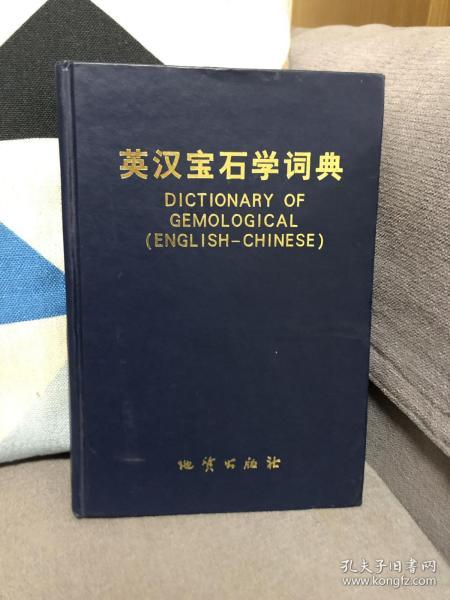 英汉宝石学词典
DICTIONARY OF
GEMOLOGICAL
(ENGLISH-CHINESE)
地质出版社
孔夫子旧书网
www.kongfz.com